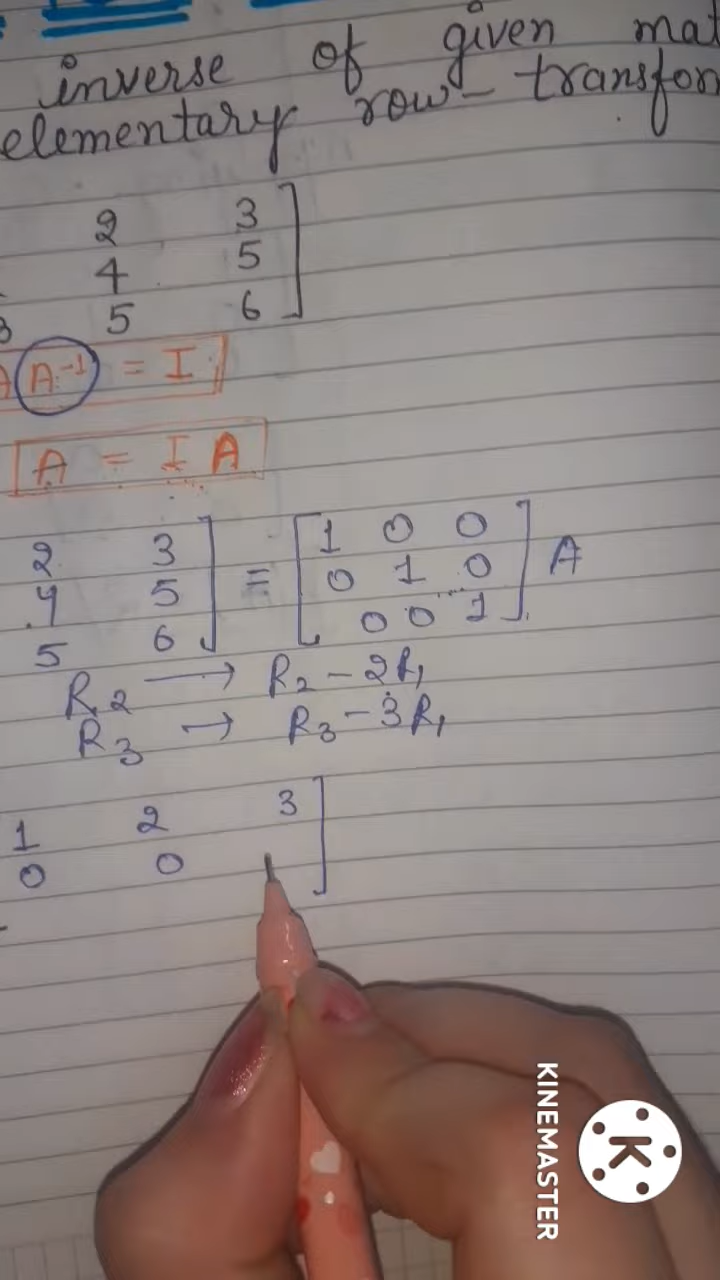 inverse of given mat
elementary row- transfor
2 3
4 5
3 5 6
A A⁻¹ = I
A = I A
2 3 ] = [ 1 0 0
4 5 ] [ 0 1 0 ] A
5 6 ] [ 0 0 1
R₂ → R₂ - 2R₁
R₃ → R₃ - 3R₁
1 2 3
0 0
KINEMASTER